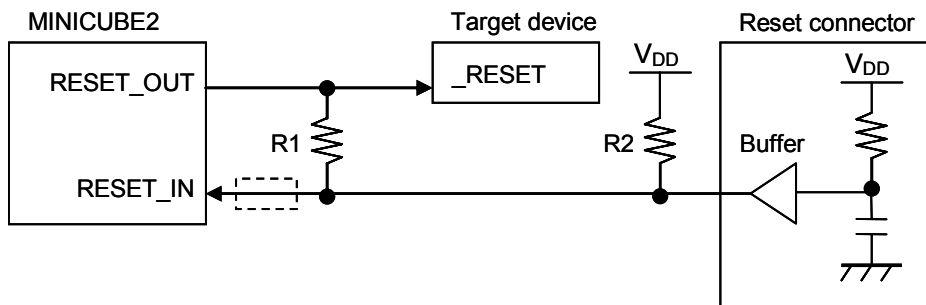 MINICUBE2
Target device
Reset connector
RESET_OUT
_RESET
VDD
VDD
R1
R2
Buffer
RESET_IN